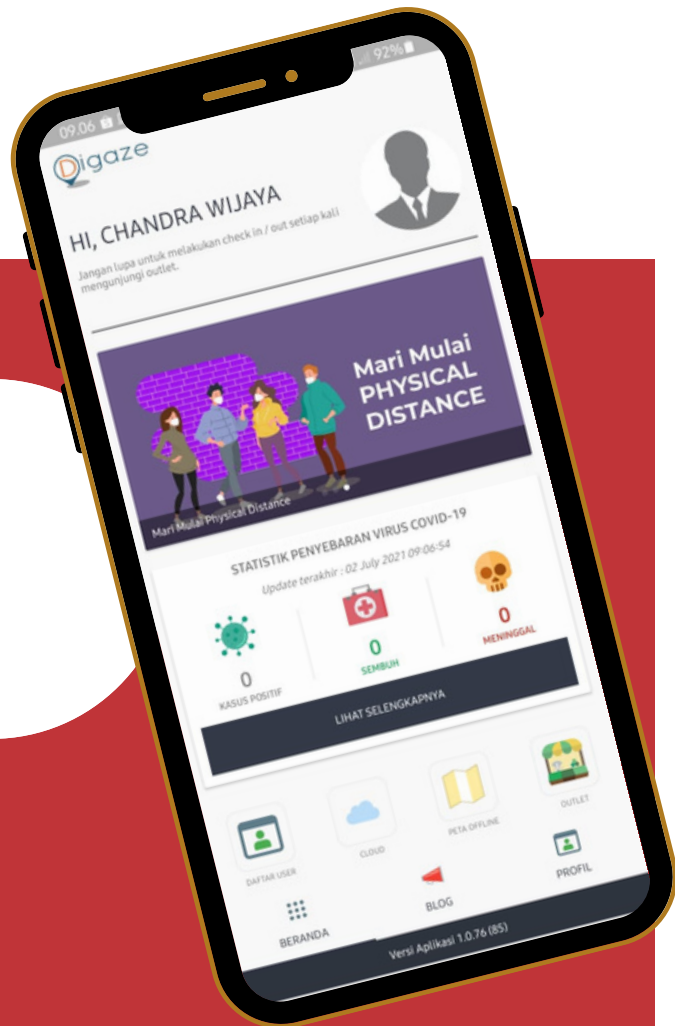 09.06
92%
Digaze
HI, CHANDRA WIJAYA
Jangan lupa untuk melakukan check in / out setiap kali
mengunjungi outlet.
Mari Mulai
PHYSICAL
DISTANCE
Mari Mulai Physical Distance
STATISTIK PENYEBARAN VIRUS COVID-19
Update terakhir : 02 July 2021 09:06:54
0
KASUS POSITIF
0
SEMBUH
0
MENINGGAL
LIHAT SELENGKAPNYA
DAFTAR USER
CLOUD
PETA OFFLINE
OUTLET
BERANDA
BLOG
PROFIL
Versi Aplikasi 1.0.76 (85)